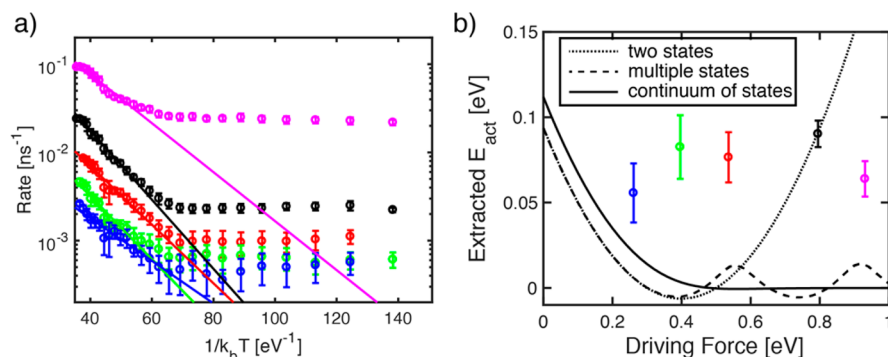 a)
Rate [ns⁻¹]
10⁻¹
10⁻²
10⁻³
40 60 80 100 120 140
1/k_bT [eV⁻¹]
b)
Extracted E_act [eV]
0.15
0.1
0.05
0
two states
multiple states
continuum of states
0 0.2 0.4 0.6 0.8 1
Driving Force [eV]